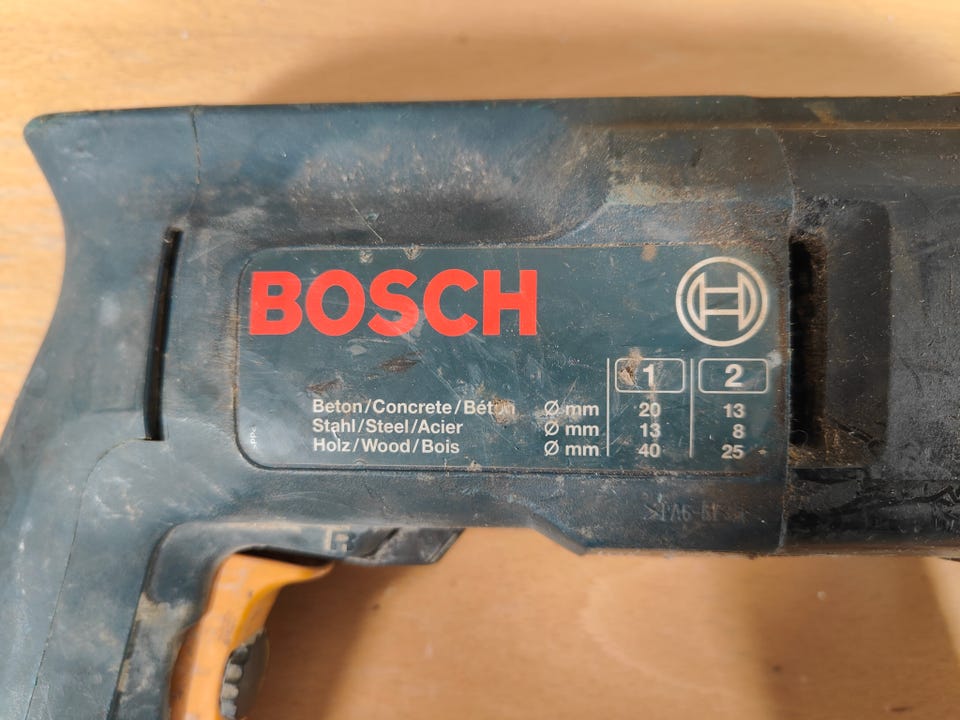 BOSCH
1 2
Beton/Concrete/Béton Ø mm 20 13
Stahl/Steel/Acier Ø mm 13 8
Holz/Wood/Bois Ø mm 40 25
R